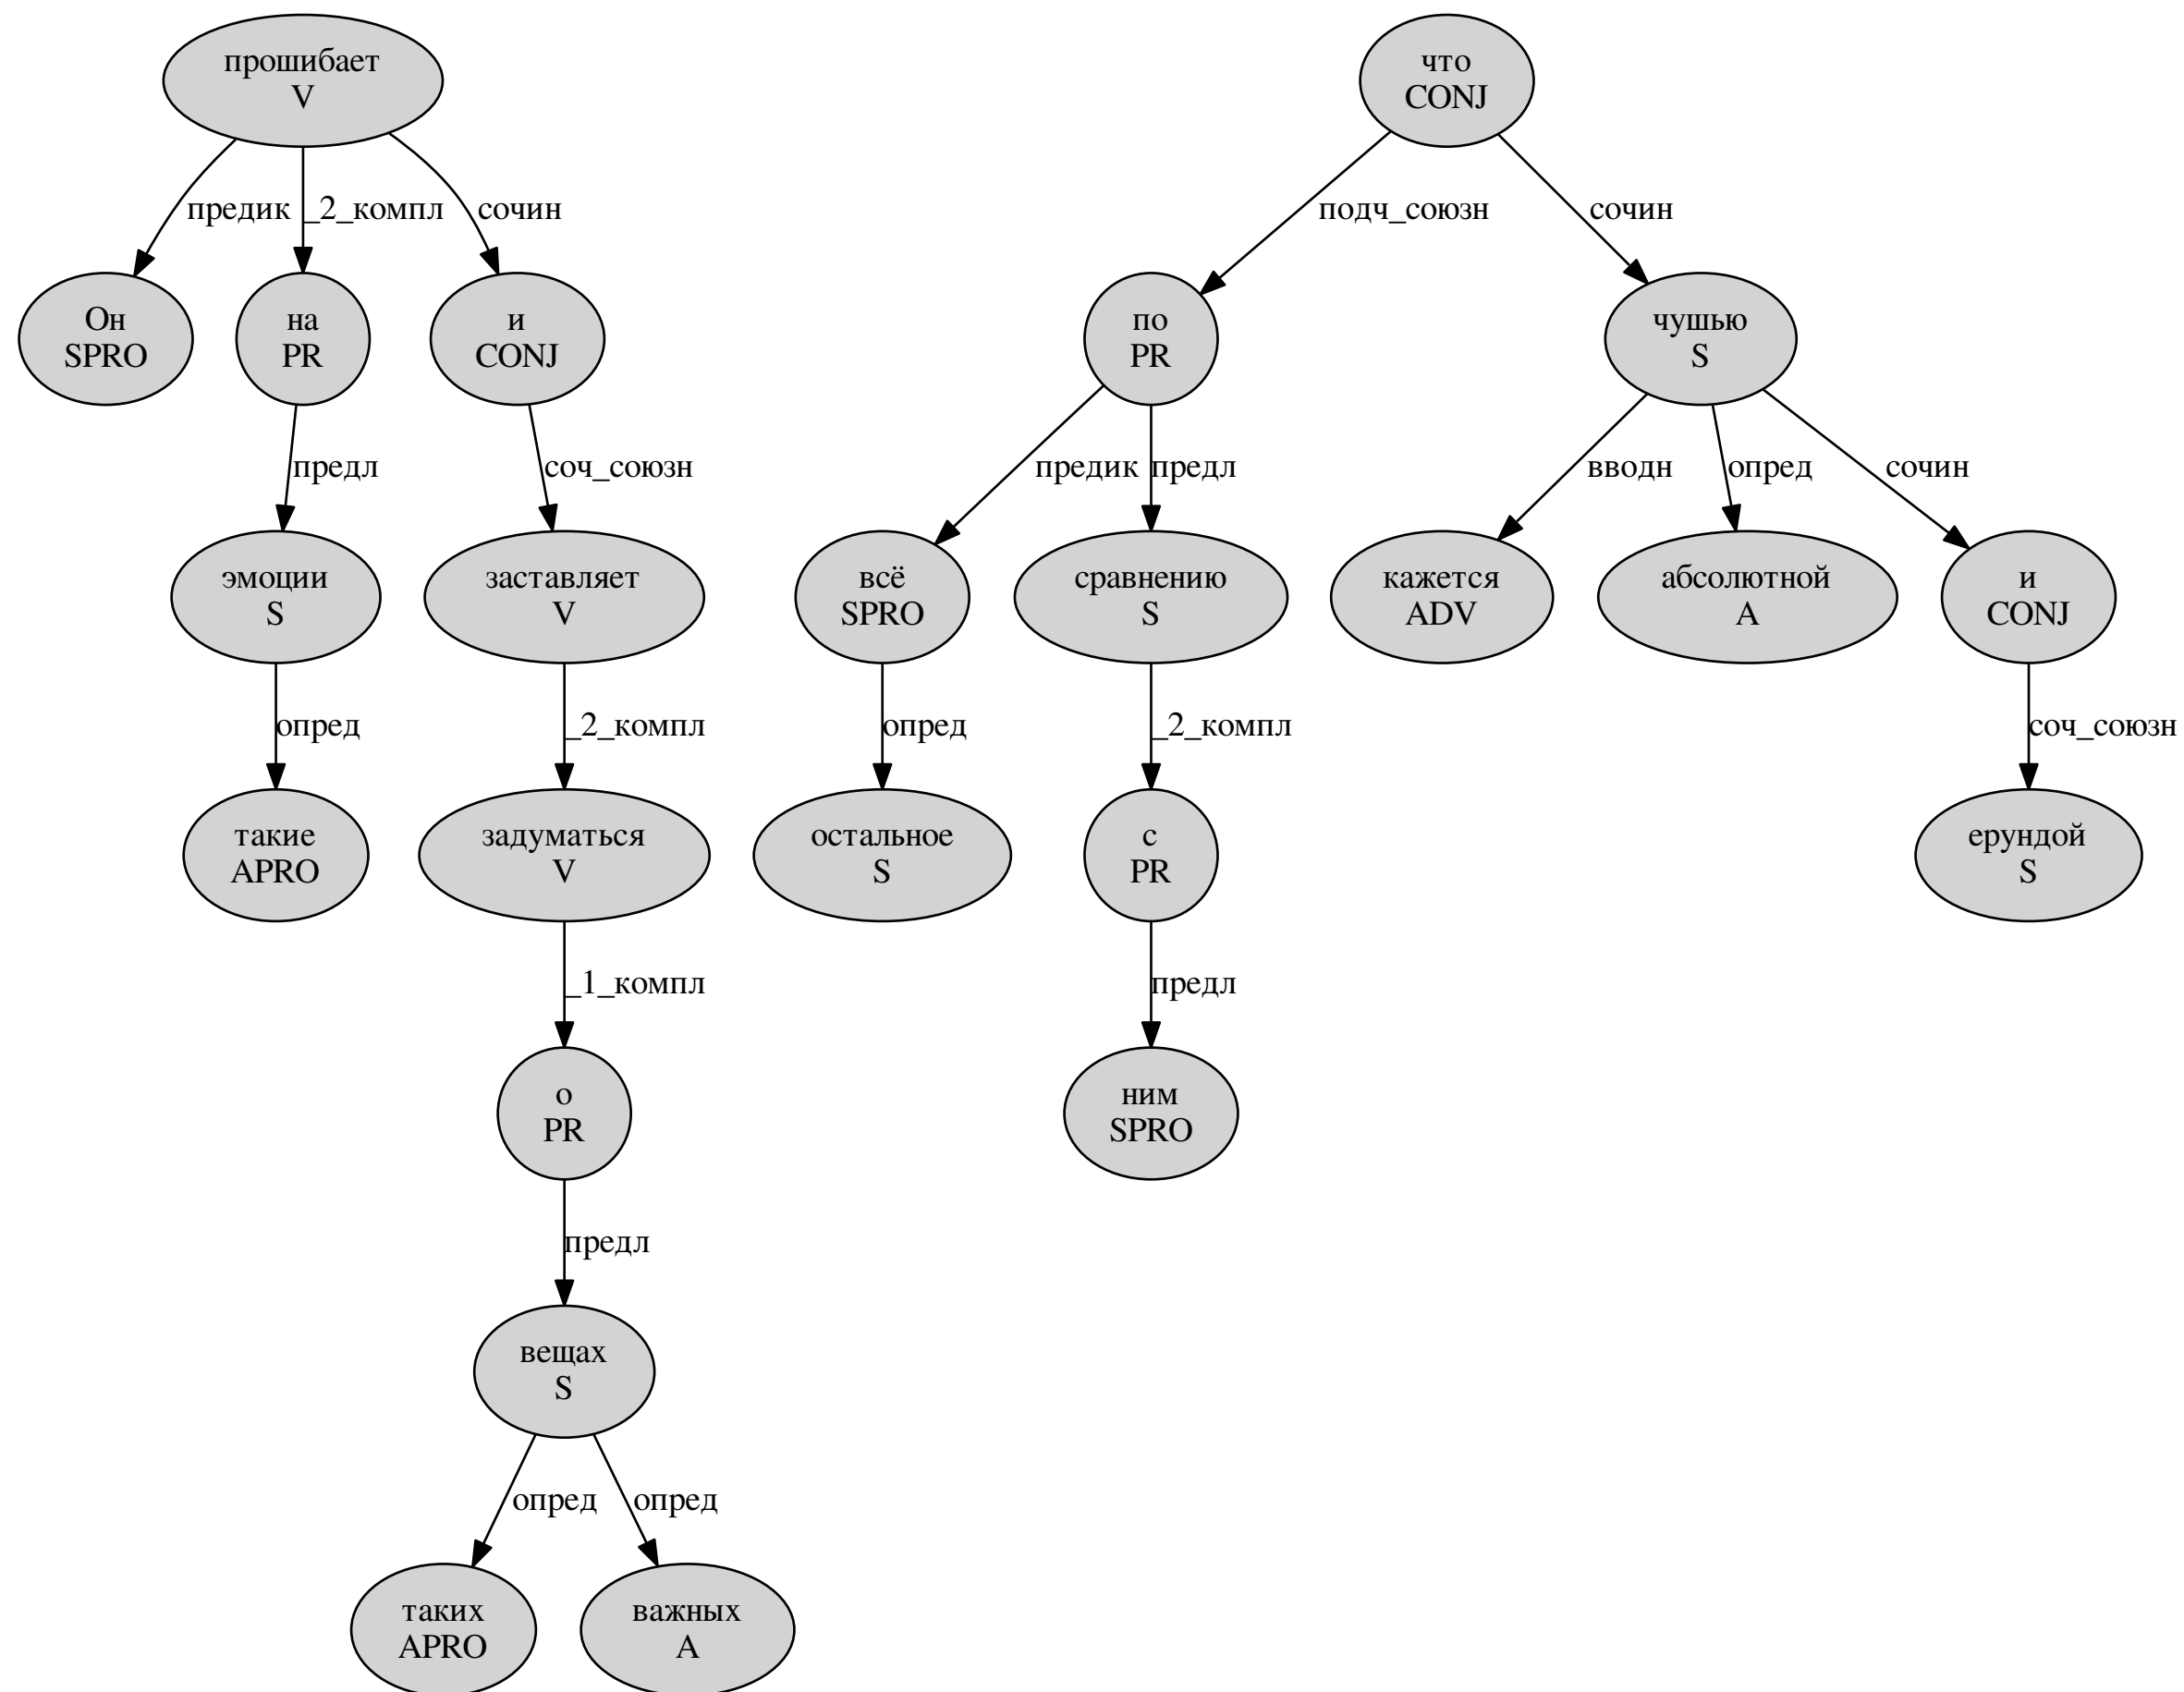 прошибает
V
что
CONJ
предик
_2_компл
сочин
подч_союзн
сочин
Он
SPRO
на
PR
и
CONJ
по
PR
чушью
S
предл
соч_союзн
предик
предл
вводн
опред
сочин
эмоции
S
заставляет
V
всё
SPRO
сравнению
S
кажется
ADV
абсолютной
A
и
CONJ
опред
_2_компл
опред
_2_компл
соч_союзн
такие
APRO
задуматься
V
остальное
S
с
PR
ерундой
S
_1_компл
предл
о
PR
ним
SPRO
предл
вещах
S
опред
опред
таких
APRO
важных
A